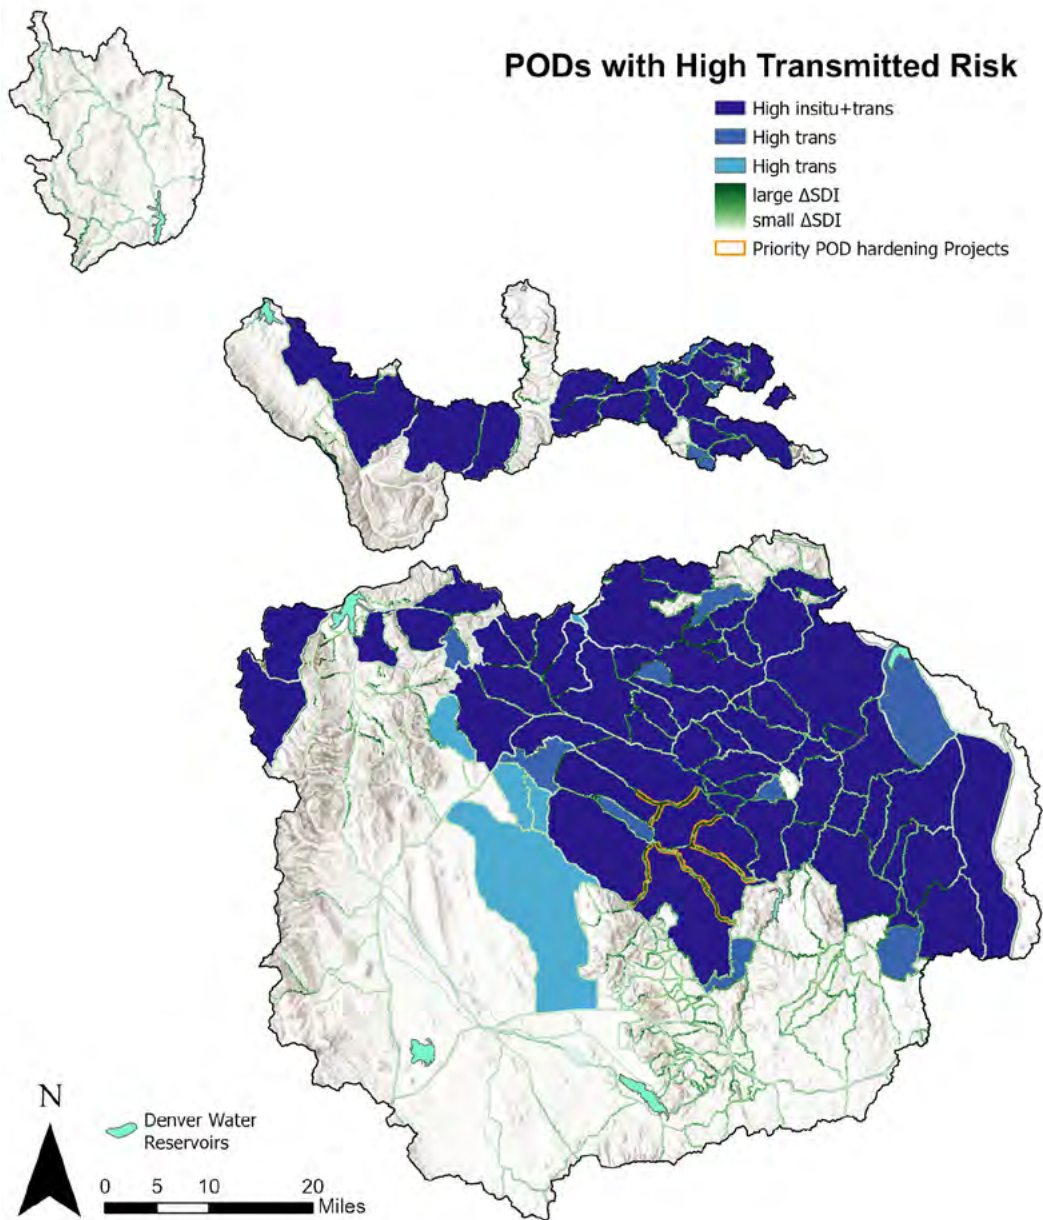 PODs with High Transmitted Risk
High insitu+trans
High trans
High trans
large ΔSDI
small ΔSDI
Priority POD hardening Projects
N
Denver Water
Reservoirs
0 5 10 20
Miles